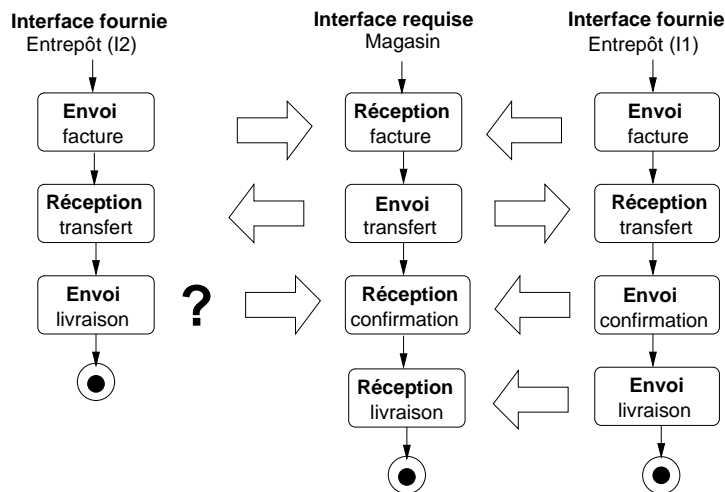 Interface fournie
Entrepôt (I2)
Interface requise
Magasin
Interface fournie
Entrepôt (I1)
Envoi
facture
Réception
facture
Envoi
facture
Réception
transfert
Envoi
transfert
Réception
transfert
Envoi
livraison
?
Réception
confirmation
Envoi
confirmation
Réception
livraison
Envoi
livraison